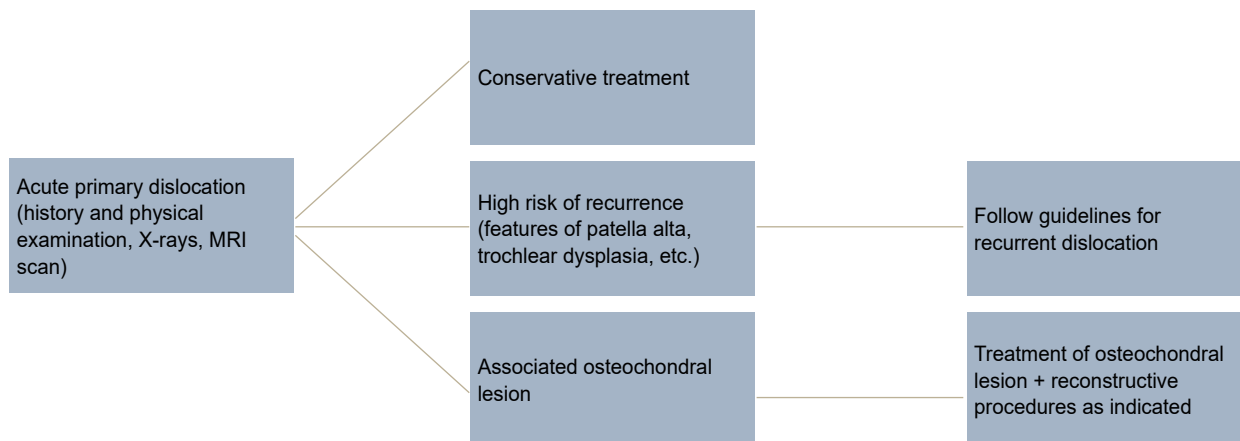 Acute primary dislocation
(history and physical
examination, X-rays, MRI
scan)
Conservative treatment
High risk of recurrence
(features of patella alta,
trochlear dysplasia, etc.)
Follow guidelines for
recurrent dislocation
Associated osteochondral
lesion
Treatment of osteochondral
lesion + reconstructive
procedures as indicated